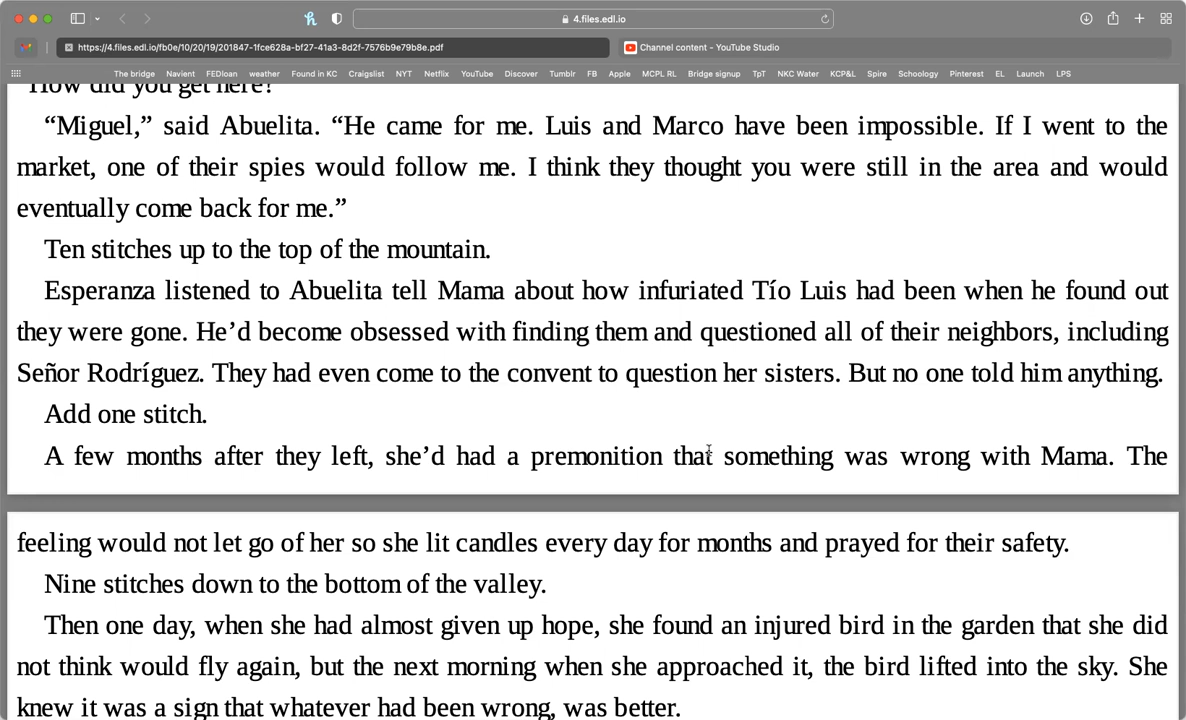 4.files.edl.io
https://4.files.edl.io/fb0e/10/20/19/201847-1fce628a-bf27-41a3-8d2f-7576b9e79b8e.pdf
Channel content - YouTube Studio
The bridge Navient FEDloan weather Found in KC Craigslist NYT Netflix YouTube Discover Tumblr FB Apple MCPL RL Bridge signup TpT NKC Water KCP&L Spire Schoology Pinterest EL Launch LPS
"How did you get here?"
“Miguel,” said Abuelita. “He came for me. Luis and Marco have been impossible. If I went to the
market, one of their spies would follow me. I think they thought you were still in the area and would
eventually come back for me.”
Ten stitches up to the top of the mountain.
Esperanza listened to Abuelita tell Mama about how infuriated Tío Luis had been when he found out
they were gone. He’d become obsessed with finding them and questioned all of their neighbors, including
Señor Rodríguez. They had even come to the convent to question her sisters. But no one told him anything.
Add one stitch.
A few months after they left, she’d had a premonition that something was wrong with Mama. The
feeling would not let go of her so she lit candles every day for months and prayed for their safety.
Nine stitches down to the bottom of the valley.
Then one day, when she had almost given up hope, she found an injured bird in the garden that she did
not think would fly again, but the next morning when she approached it, the bird lifted into the sky. She
knew it was a sign that whatever had been wrong, was better.